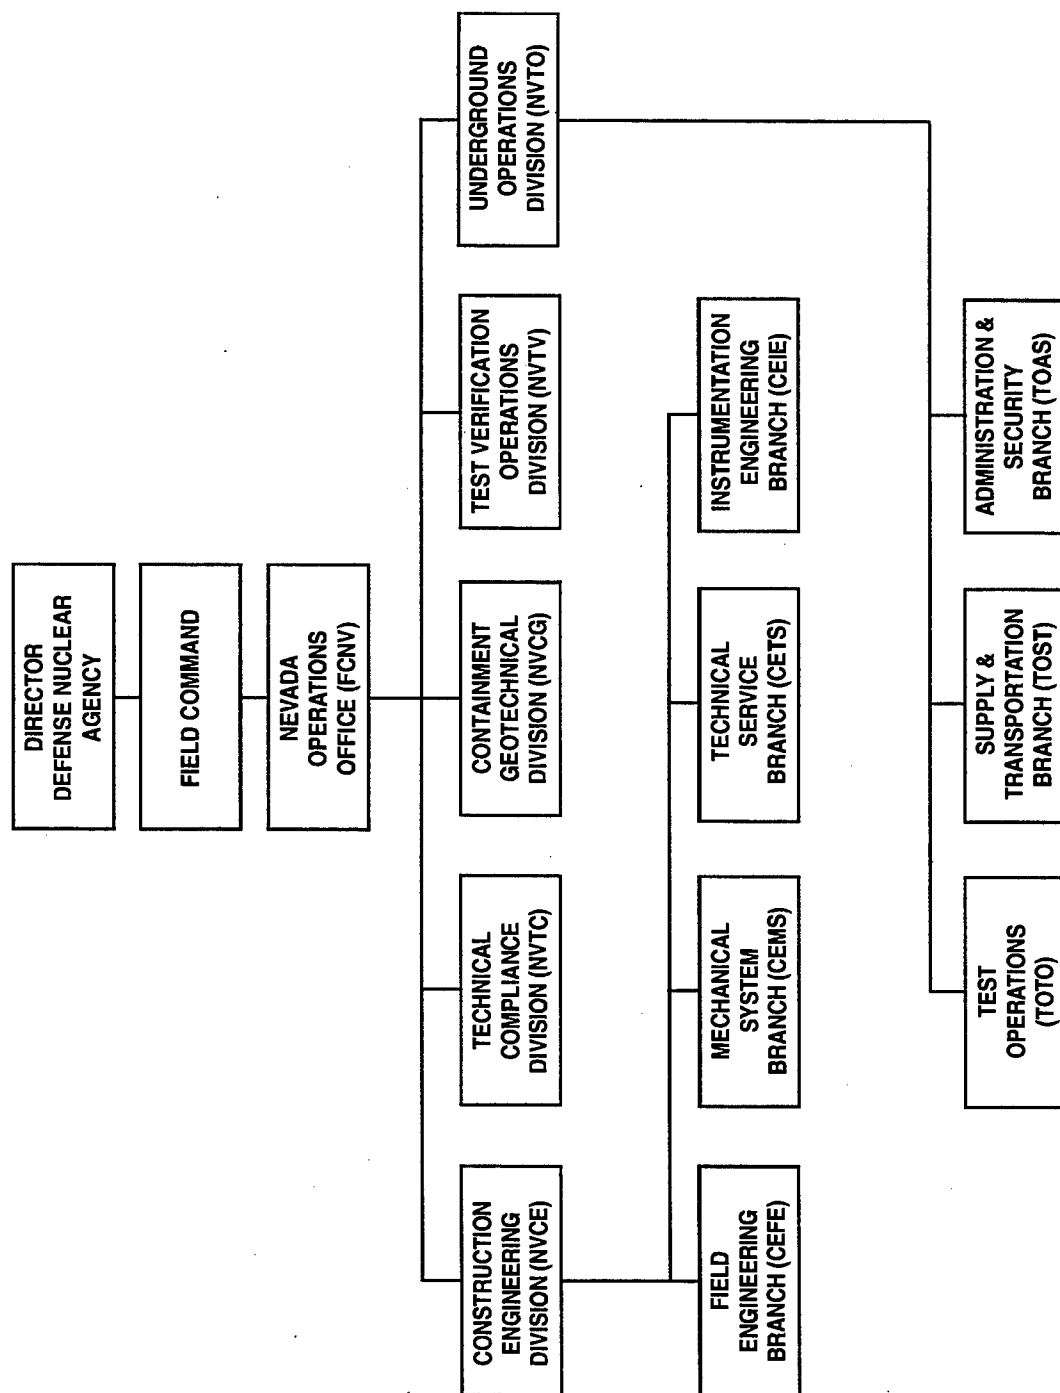 DIRECTOR
DEFENSE NUCLEAR
AGENCY
FIELD COMMAND
NEVADA
OPERATIONS
OFFICE (FCNV)
CONSTRUCTION
ENGINEERING
DIVISION (NVCE)
TECHNICAL
COMPLIANCE
DIVISION (NVTC)
CONTAINMENT
GEOTECHNICAL
DIVISION (NVCG)
TEST VERIFICATION
OPERATIONS
DIVISION (NVTV)
UNDERGROUND
OPERATIONS
DIVISION (NVTO)
FIELD
ENGINEERING
BRANCH (CEFE)
MECHANICAL
SYSTEM
BRANCH (CEMS)
TECHNICAL
SERVICE
BRANCH (CETS)
INSTRUMENTATION
ENGINEERING
BRANCH (CEIE)
TEST
OPERATIONS
(TOTO)
SUPPLY &
TRANSPORTATION
BRANCH (TOST)
ADMINISTRATION &
SECURITY
BRANCH (TOAS)